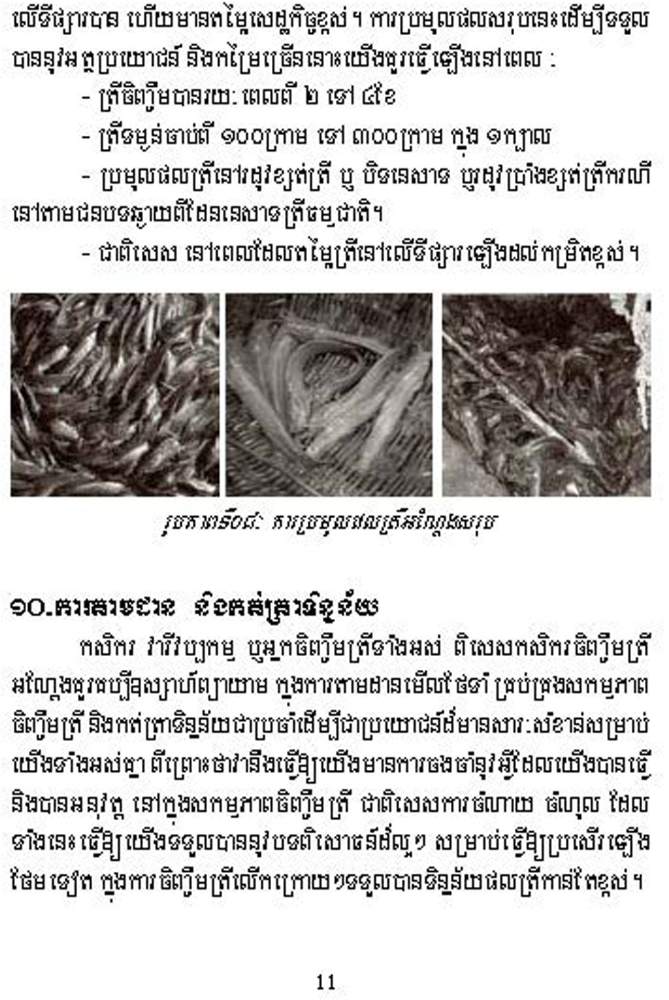 លើទីផ្សារបាន ហើយមានតម្លៃសេដ្ឋកិច្ចខ្ពស់។ ការប្រមូលផលសរុបនេះដើម្បីទទួល
បាននូវអត្ថប្រយោជន៍ និងកម្រៃច្រើននោះយើងគួរធ្វើឡើងនៅពេល :
- ត្រីចិញ្ចឹមបានរយៈពេលពី ២ ទៅ ៤ខែ
- ត្រីទម្ងន់ចាប់ពី ១០០ក្រាម ទៅ ៣០០ក្រាម ក្នុង ១ក្បាល
- ប្រមូលផលត្រីនៅរដូវខ្សត់ត្រី ឬ បិទនេសាទ ឬរដូវប្រាំងខ្សត់ត្រីករណី
នៅតាមជនបទឆ្ងាយពីដែននេសាទត្រីធម្មជាតិ។
- ជាពិសេស នៅពេលដែលតម្លៃត្រីនៅលើទីផ្សារឡើងដល់កម្រិតខ្ពស់។
រូបភាពទី០៨: ការប្រមូលផលត្រីអណ្តែងសរុប
១០.ការតាមដាន និងកត់ត្រាទិន្នន័យ
កសិករ វារីវប្បកម្ម ឬអ្នកចិញ្ចឹមត្រីទាំងអស់ ពិសេសកសិករចិញ្ចឹមត្រី
អណ្តែងគួរគប្បីឧស្សាហ៍ព្យាយាម ក្នុងការតាមដានមើលថែទាំ គ្រប់គ្រងសកម្មភាព
ចិញ្ចឹមត្រី និងកត់ត្រាទិន្នន័យជាប្រចាំដើម្បីជាប្រយោជន៍ដ៏មានសារៈសំខាន់សម្រាប់
យើងទាំងអស់គ្នា ពីព្រោះថាវានឹងធ្វើឱ្យយើងមានការចងចាំនូវអ្វីដែលយើងបានធ្វើ
និងបានអនុវត្ត នៅក្នុងសកម្មភាពចិញ្ចឹមត្រី ជាពិសេសការចំណាយ ចំណូល ដែល
ទាំងនេះធ្វើឱ្យយើងទទួលបាននូវបទពិសោធន៍ដ៏ល្អៗ សម្រាប់ធ្វើឱ្យប្រសើរឡើង
ថែមទៀត ក្នុងការចិញ្ចឹមត្រីលើកក្រោយៗទទួលបានទិន្នន័យផលត្រីកាន់តែខ្ពស់។
11